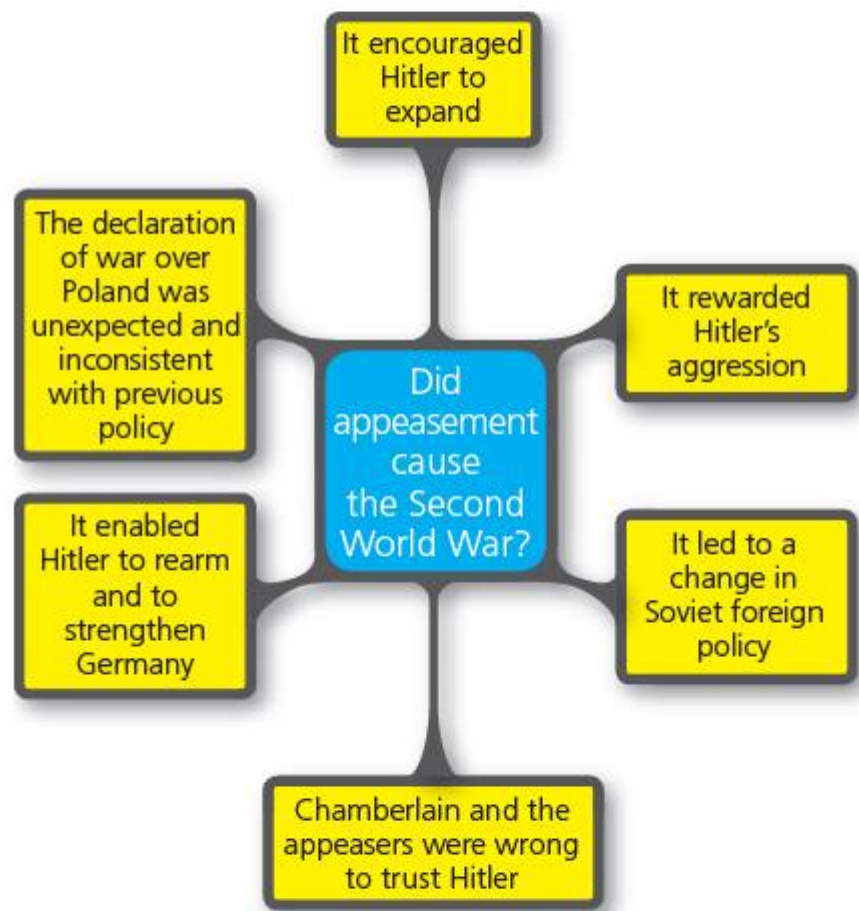 It encouraged
Hitler to
expand
The declaration
of war over
Poland was
unexpected and
inconsistent
with previous
policy
It rewarded
Hitler's
aggression
Did
appeasement
cause
the Second
World War?
It enabled
Hitler to rearm
and to
strengthen
Germany
It led to a
change in
Soviet foreign
policy
Chamberlain and the
appeasers were wrong
to trust Hitler